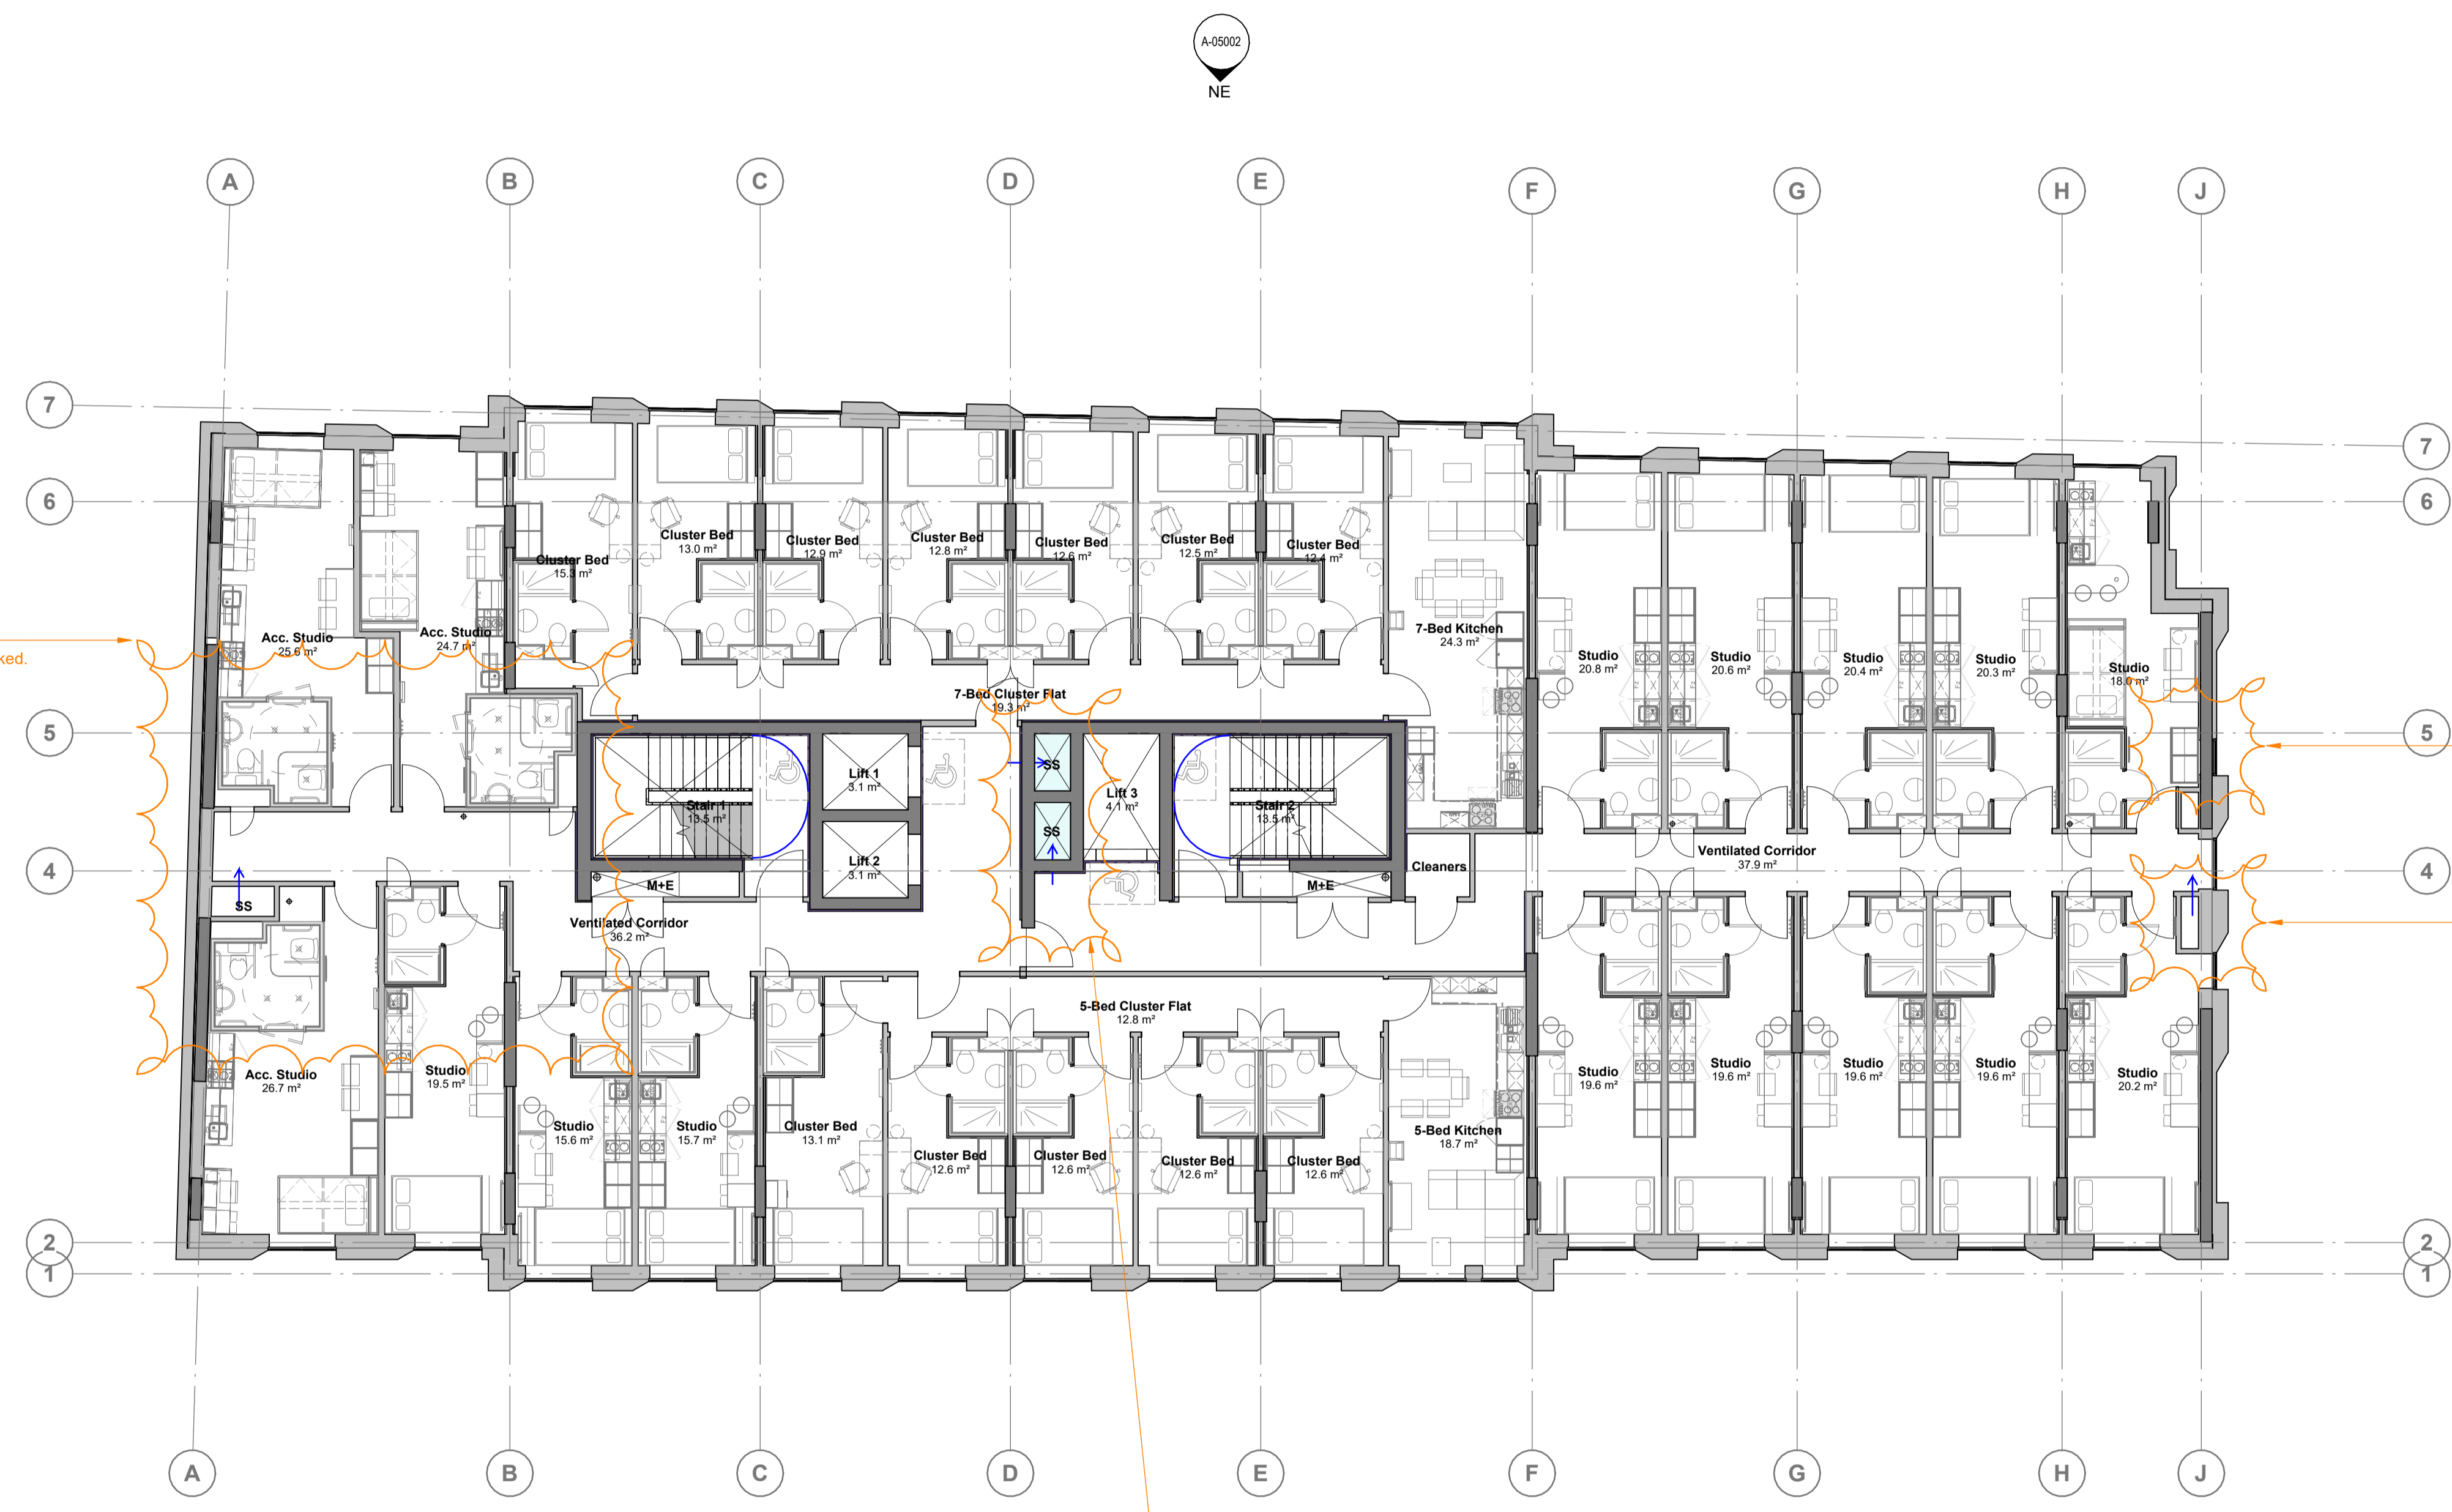 A-05002
NE
A
B
C
D
E
F
G
H
J
7
7
6
6
Cluster Bed
15.3 m²
Cluster Bed
13.0 m²
Cluster Bed
12.9 m²
Cluster Bed
12.8 m²
Cluster Bed
12.6 m²
Cluster Bed
12.5 m²
Cluster Bed
12.4 m²
Acc. Studio
25.6 m²
Acc. Studio
24.7 m²
7-Bed Kitchen
24.3 m²
Studio
20.8 m²
Studio
20.6 m²
Studio
20.4 m²
Studio
20.3 m²
Studio
18.0 m²
ked.
7-Bed Cluster Flat
19.3 m²
5
5
Lift 1
3.1 m²
SS
Lift 3
4.1 m²
Stair 1
13.5 m²
Stair 2
13.5 m²
SS
Lift 2
3.1 m²
Cleaners
Ventilated Corridor
37.9 m²
4
4
M+E
M+E
SS
Ventilated Corridor
36.2 m²
5-Bed Cluster Flat
12.8 m²
Acc. Studio
26.7 m²
Studio
19.5 m²
Studio
15.6 m²
Studio
15.7 m²
Cluster Bed
13.1 m²
Cluster Bed
12.6 m²
Cluster Bed
12.6 m²
Cluster Bed
12.6 m²
Cluster Bed
12.6 m²
5-Bed Kitchen
18.7 m²
Studio
19.6 m²
Studio
19.6 m²
Studio
19.6 m²
Studio
19.6 m²
Studio
20.2 m²
2
2
1
1
A
B
C
D
E
F
G
H
J